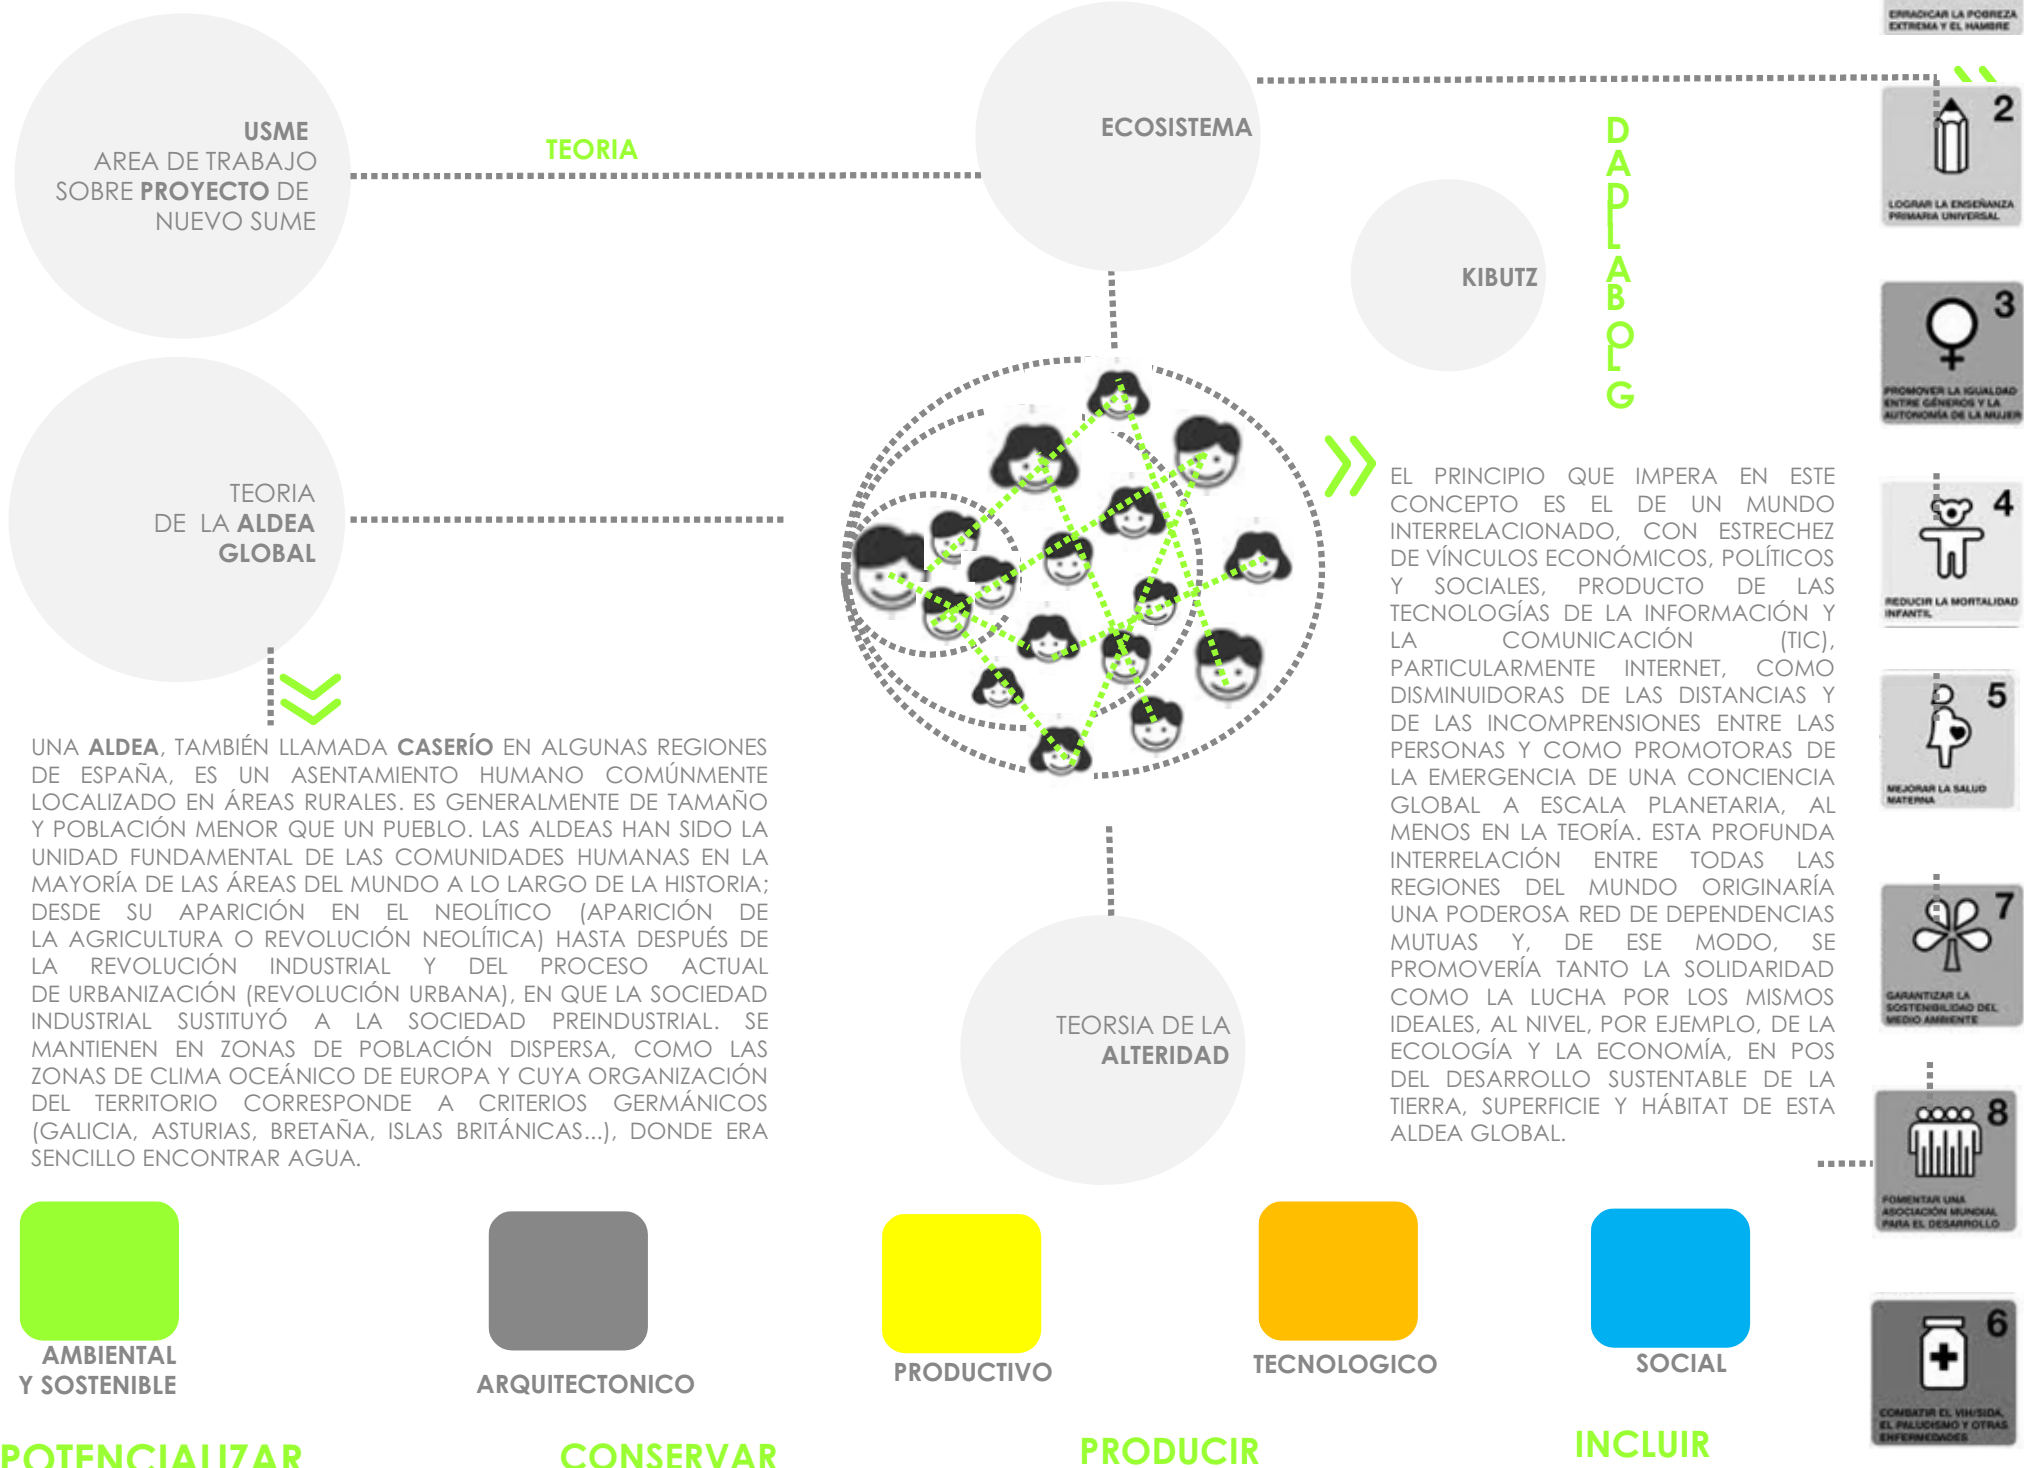 USME
AREA DE TRABAJO
SOBRE PROYECTO DE
NUEVO SUME
TEORIA
ECOSISTEMA
KIBUTZ
D
A
D
I
L
A
B
O
L
G
TEORIA
DE LA ALDEA
GLOBAL
UNA ALDEA, TAMBIÉN LLAMADA CASERÍO EN ALGUNAS REGIONES
DE ESPAÑA, ES UN ASENTAMIENTO HUMANO COMÚNMENTE
LOCALIZADO EN ÁREAS RURALES. ES GENERALMENTE DE TAMAÑO
Y POBLACIÓN MENOR QUE UN PUEBLO. LAS ALDEAS HAN SIDO LA
UNIDAD FUNDAMENTAL DE LAS COMUNIDADES HUMANAS EN LA
MAYORÍA DE LAS ÁREAS DEL MUNDO A LO LARGO DE LA HISTORIA;
DESDE SU APARICIÓN EN EL NEOLÍTICO (APARICIÓN DE
LA AGRICULTURA O REVOLUCIÓN NEOLÍTICA) HASTA DESPUÉS DE
LA REVOLUCIÓN INDUSTRIAL Y DEL PROCESO ACTUAL
DE URBANIZACIÓN (REVOLUCIÓN URBANA), EN QUE LA SOCIEDAD
INDUSTRIAL SUSTITUYÓ A LA SOCIEDAD PREINDUSTRIAL. SE
MANTIENEN EN ZONAS DE POBLACIÓN DISPERSA, COMO LAS
ZONAS DE CLIMA OCEÁNICO DE EUROPA Y CUYA ORGANIZACIÓN
DEL TERRITORIO CORRESPONDE A CRITERIOS GERMÁNICOS
(GALICIA, ASTURIAS, BRETAÑA, ISLAS BRITÁNICAS...), DONDE ERA
SENCILLO ENCONTRAR AGUA.
TEORSIA DE LA
ALTERIDAD
EL PRINCIPIO QUE IMPERA EN ESTE
CONCEPTO ES EL DE UN MUNDO
INTERRELACIONADO, CON ESTRECHEZ
DE VÍNCULOS ECONÓMICOS, POLÍTICOS
Y SOCIALES, PRODUCTO DE LAS
TECNOLOGÍAS DE LA INFORMACIÓN Y
LA COMUNICACIÓN (TIC),
PARTICULARMENTE INTERNET, COMO
DISMINUIDORAS DE LAS DISTANCIAS Y
DE LAS INCOMPRENSIONES ENTRE LAS
PERSONAS Y COMO PROMOTORAS DE
LA EMERGENCIA DE UNA CONCIENCIA
GLOBAL A ESCALA PLANETARIA, AL
MENOS EN LA TEORÍA. ESTA PROFUNDA
INTERRELACIÓN ENTRE TODAS LAS
REGIONES DEL MUNDO ORIGINARÍA
UNA PODEROSA RED DE DEPENDENCIAS
MUTUAS Y, DE ESE MODO, SE
PROMOVERÍA TANTO LA SOLIDARIDAD
COMO LA LUCHA POR LOS MISMOS
IDEALES, AL NIVEL, POR EJEMPLO, DE LA
ECOLOGÍA Y LA ECONOMÍA, EN POS
DEL DESARROLLO SUSTENTABLE DE LA
TIERRA, SUPERFICIE Y HÁBITAT DE ESTA
ALDEA GLOBAL.
ERRADICAR LA POBREZA
EXTREMA Y EL HAMBRE
2
LOGRAR LA ENSEÑANZA
PRIMARIA UNIVERSAL
3
PROMOVER LA IGUALDAD
ENTRE GÉNEROS Y LA
AUTONOMÍA DE LA MUJER
4
REDUCIR LA MORTALIDAD
INFANTIL
5
MEJORAR LA SALUD
MATERNA
7
GARANTIZAR LA
SOSTENIBILIDAD DEL
MEDIO AMBIENTE
8
FOMENTAR UNA
ASOCIACIÓN MUNDIAL
PARA EL DESARROLLO
6
COMBATIR EL VIH/SIDA,
EL PALUDISMO Y OTRAS
ENFERMEDADES
AMBIENTAL
Y SOSTENIBLE
ARQUITECTONICO
PRODUCTIVO
TECNOLOGICO
SOCIAL
POTENCIALIZAR
CONSERVAR
PRODUCIR
INCLUIR